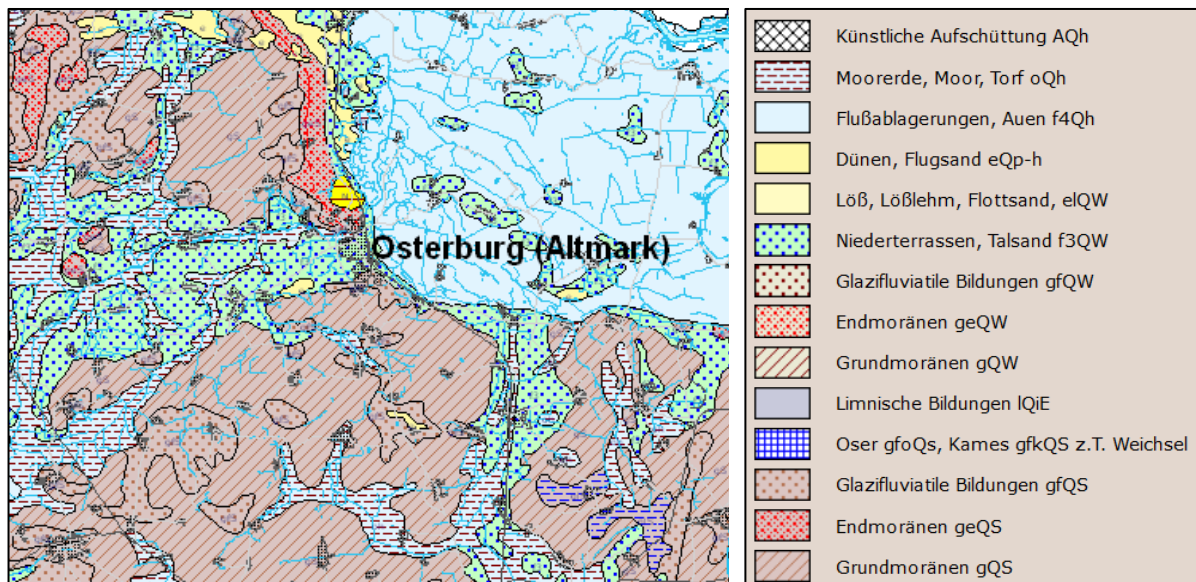 Osterburg (Altmark)
Künstliche Aufschüttung AQh
Moorerde, Moor, Torf oQh
Flußablagerungen, Auen f4Qh
Dünen, Flugsand eQp-h
Löß, Lößlehm, Flottsand, elQW
Niederterrassen, Talsand f3QW
Glazifluviatile Bildungen gfQW
Endmoränen geQW
Grundmoränen gQW
Limnische Bildungen lQiE
Oser gfoQs, Kames gfkQS z.T. Weichsel
Glazifluviatile Bildungen gfQS
Endmoränen geQS
Grundmoränen gQS